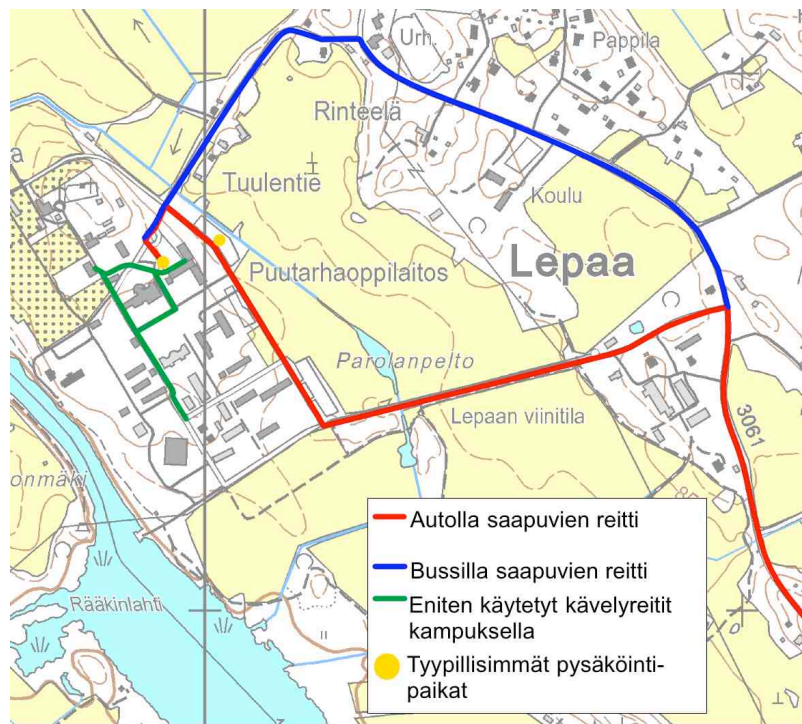 Urh.
Pappila
Rinteelä
a
Tuulentie
Koulu
Lepaa
Puutarhaoppilaitos
Parolanpelto
Lepaan viinitila
3061
onmäki
Rääkinlahti
Autolla saapuvien reitti
Bussilla saapuvien reitti
Eniten käytetyt kävelyreitit
kampuksella
Tyypillisimmät pysäköinti-
paikat